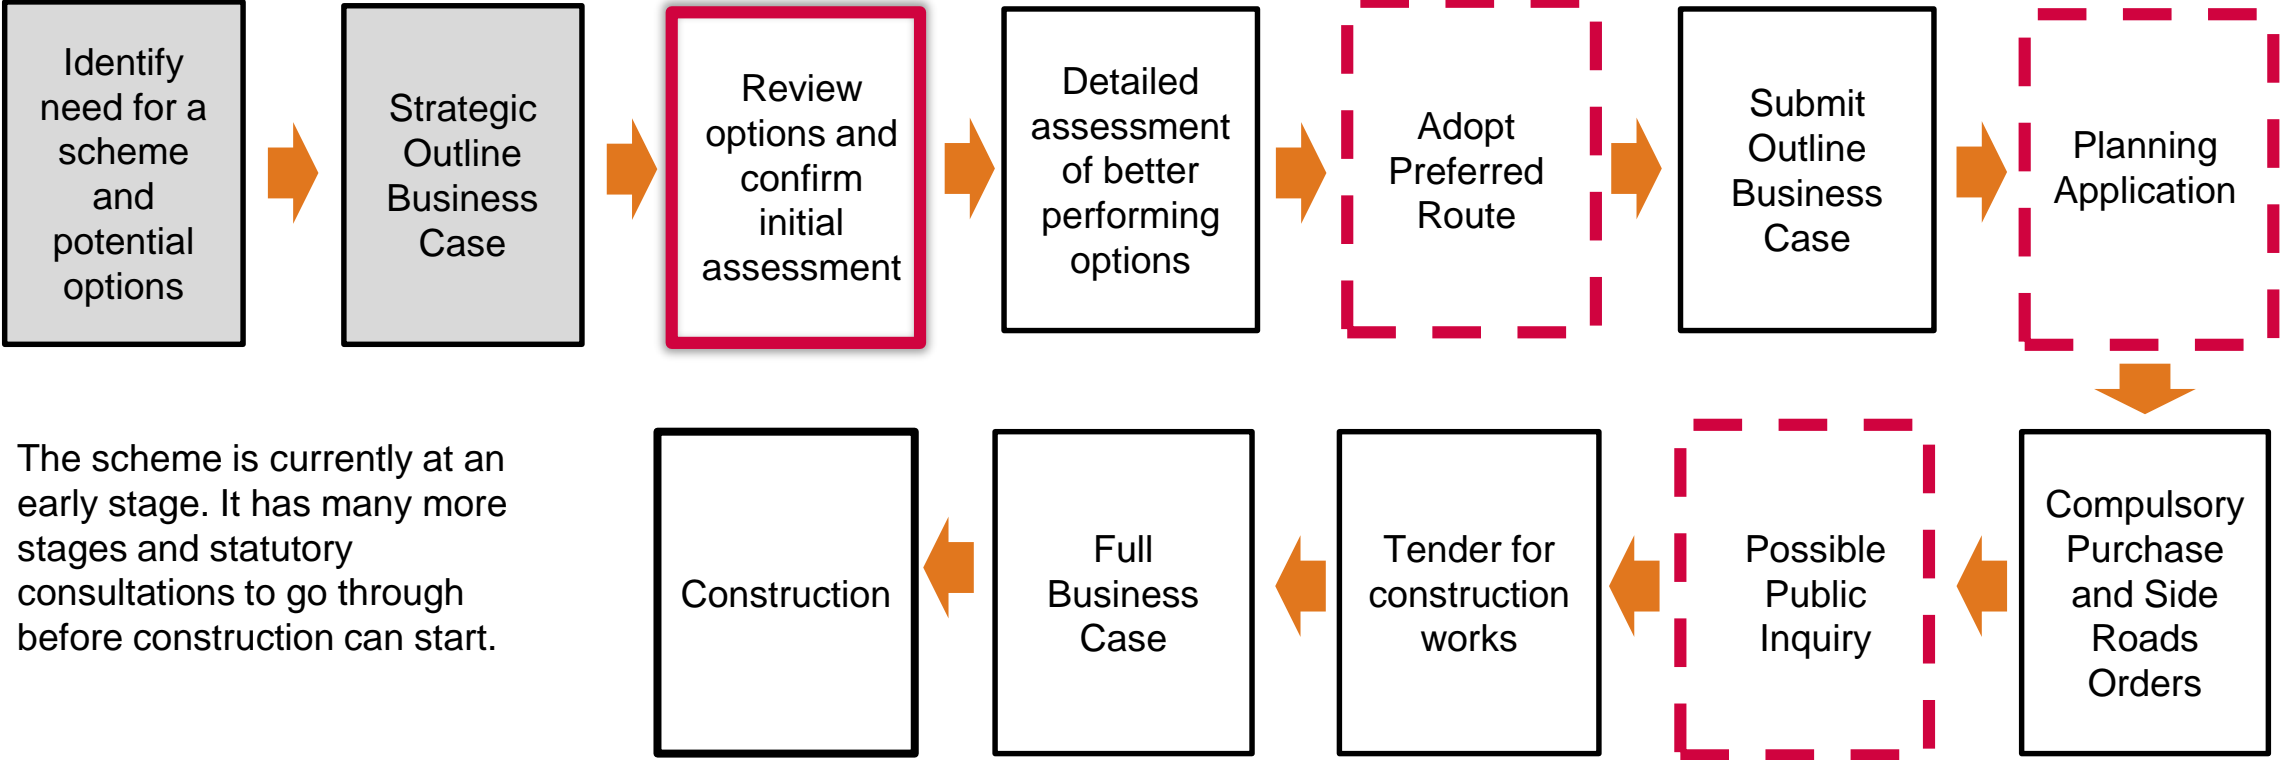 Identify
need for a
scheme
and
potential
options
Strategic
Outline
Business
Case
Review
options and
confirm
initial
assessment
Detailed
assessment
of better
performing
options
Adopt
Preferred
Route
Submit
Outline
Business
Case
Planning
Application
Compulsory
Purchase
and Side
Roads
Orders
Possible
Public
Inquiry
Tender for
construction
works
Full
Business
Case
Construction
The scheme is currently at an
early stage. It has many more
stages and statutory
consultations to go through
before construction can start.